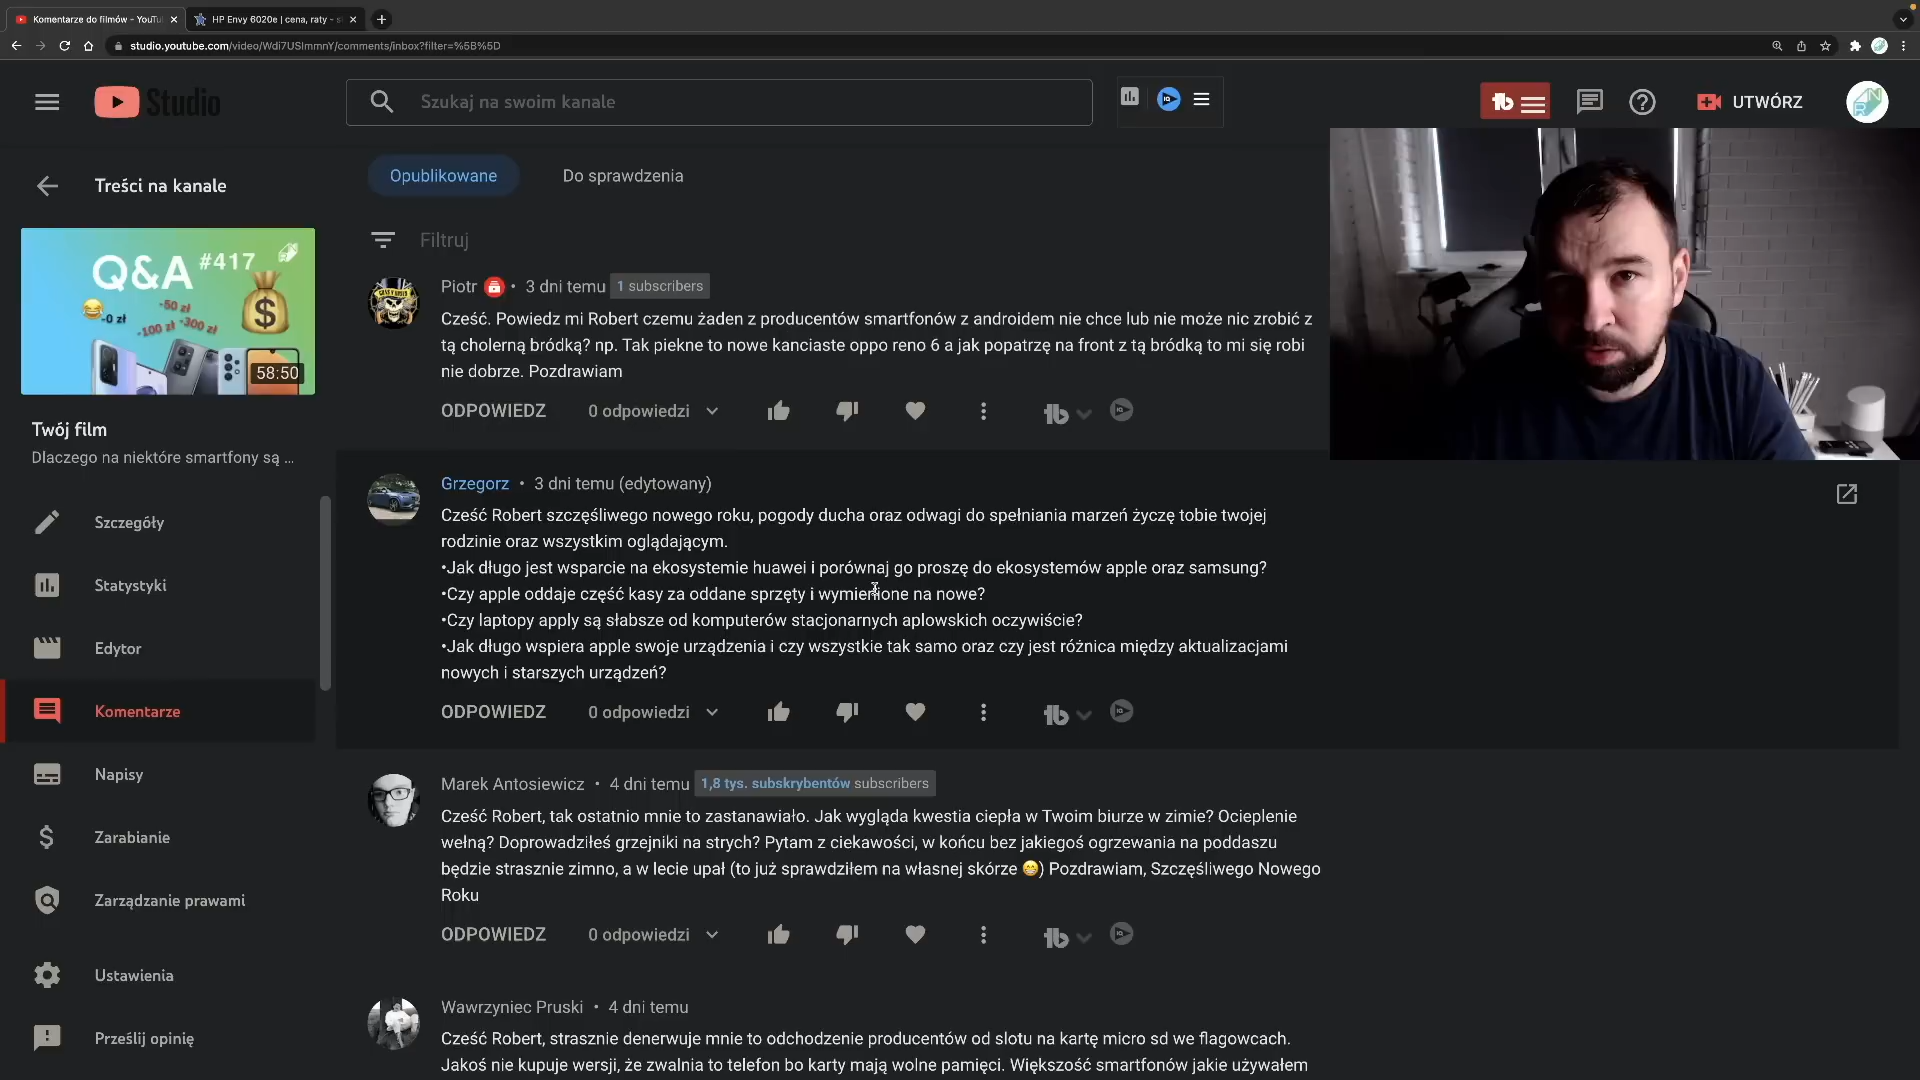 Komentarze do filmów – YouTu
HP Envy 6020e | cena, raty - s
studio.youtube.com/video/Wdi7USImmnY/comments/inbox?filter=%5B%5D
Studio
Szukaj na swoim kanale
UTWÓRZ
Treści na kanale
Q&A #417
-0 zł
-50 zł
-100 zł -300 zł
58:50
Twój film
Dlaczego na niektóre smartfony są ...
Szczegóły
Statystyki
Edytor
Komentarze
Napisy
Zarabianie
Zarządzanie prawami
Ustawienia
Prześlij opinię
Opublikowane
Do sprawdzenia
Filtruj
Piotr • 3 dni temu 1 subscribers
Cześć. Powiedz mi Robert czemu żaden z producentów smartfonów z androidem nie chce lub nie może nic zrobić z
tą cholerną bródką? np. Tak piekne to nowe kanciaste oppo reno 6 a jak popatrzę na front z tą bródką to mi się robi
nie dobrze. Pozdrawiam
ODPOWIEDZ 0 odpowiedzi
Grzegorz • 3 dni temu (edytowany)
Cześć Robert szczęśliwego nowego roku, pogody ducha oraz odwagi do spełniania marzeń życzę tobie twojej
rodzinie oraz wszystkim oglądającym.
•Jak długo jest wsparcie na ekosystemie huawei i porównaj go proszę do ekosystemów apple oraz samsung?
•Czy apple oddaje część kasy za oddane sprzęty i wymienione na nowe?
•Czy laptopy apply są słabsze od komputerów stacjonarnych aplowskich oczywiście?
•Jak długo wspiera apple swoje urządzenia i czy wszystkie tak samo oraz czy jest różnica między aktualizacjami
nowych i starszych urządzeń?
ODPOWIEDZ 0 odpowiedzi
Marek Antosiewicz • 4 dni temu 1,8 tys. subskrybentów subscribers
Cześć Robert, tak ostatnio mnie to zastanawiało. Jak wygląda kwestia ciepła w Twoim biurze w zimie? Ocieplenie
wełną? Doprowadziłeś grzejniki na strych? Pytam z ciekawości, w końcu bez jakiegoś ogrzewania na poddaszu
będzie strasznie zimno, a w lecie upał (to już sprawdziłem na własnej skórze 😁) Pozdrawiam, Szczęśliwego Nowego
Roku
ODPOWIEDZ 0 odpowiedzi
Wawrzyniec Pruski • 4 dni temu
Cześć Robert, strasznie denerwuje mnie to odchodzenie producentów od slotu na kartę micro sd we flagowcach.
Jakoś nie kupuje wersji, że zwalnia to telefon bo karty mają wolne pamięci. Większość smartfonów jakie używałem